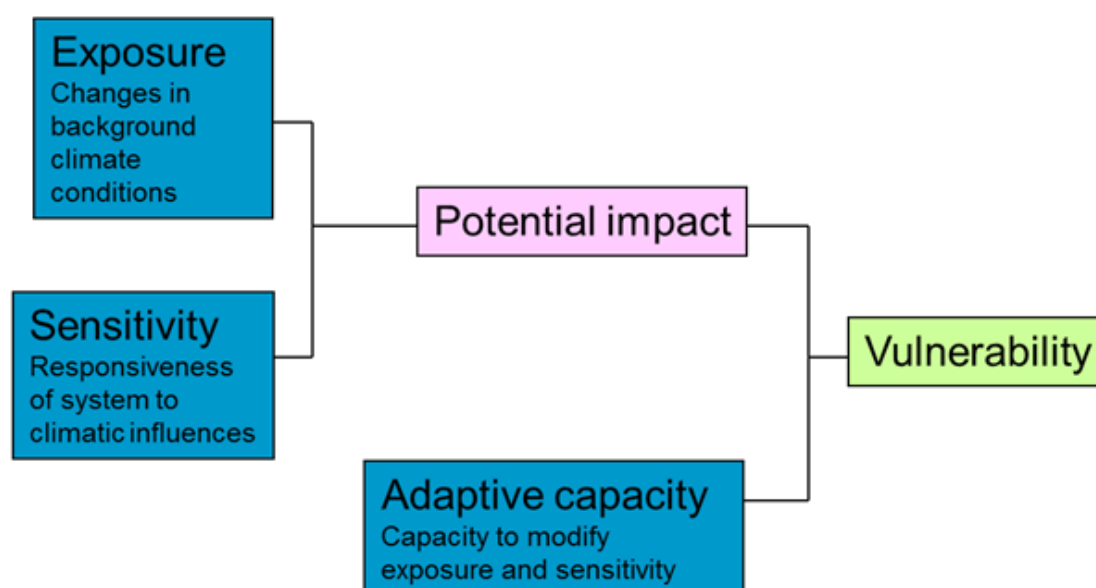 Exposure
Changes in
background
climate
conditions
Potential impact
Sensitivity
Responsiveness
of system to
climatic influences
Vulnerability
Adaptive capacity
Capacity to modify
exposure and sensitivity